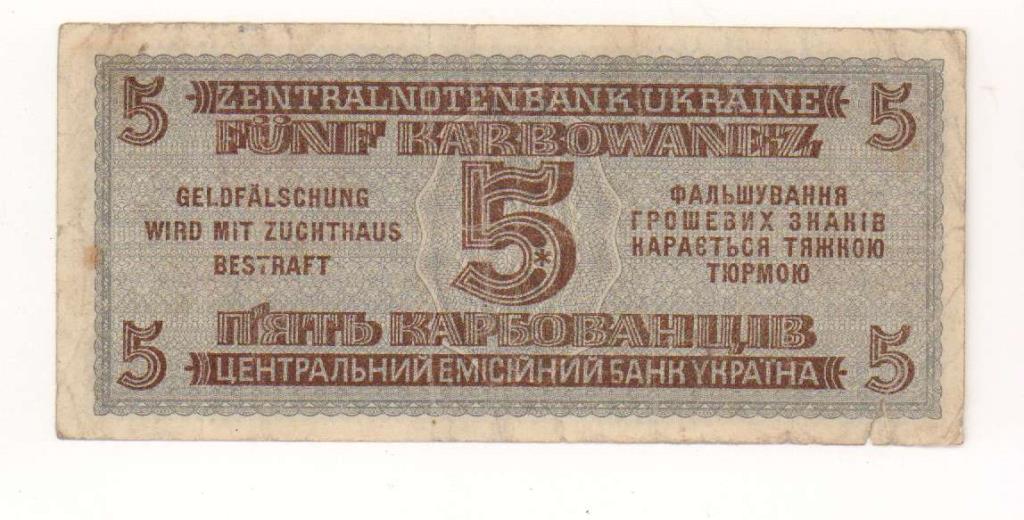 5 ZENTRALNOTENBANK UKRAINE 5
FÜNF KARBOWANEZ
GELDFÄLSCHUNG
WIRD MIT ZUCHTHAUS
BESTRAFT
5
ФАЛЬШУВАННЯ
ГРОШЕВИХ ЗНАКІВ
КАРАЄТЬСЯ ТЯЖКОЮ
ТЮРМОЮ
5 П'ЯТЬ КАРБОВАНЦІВ 5
ЦЕНТРАЛЬНИЙ ЕМІСІЙНИЙ БАНК УКРАЇНА